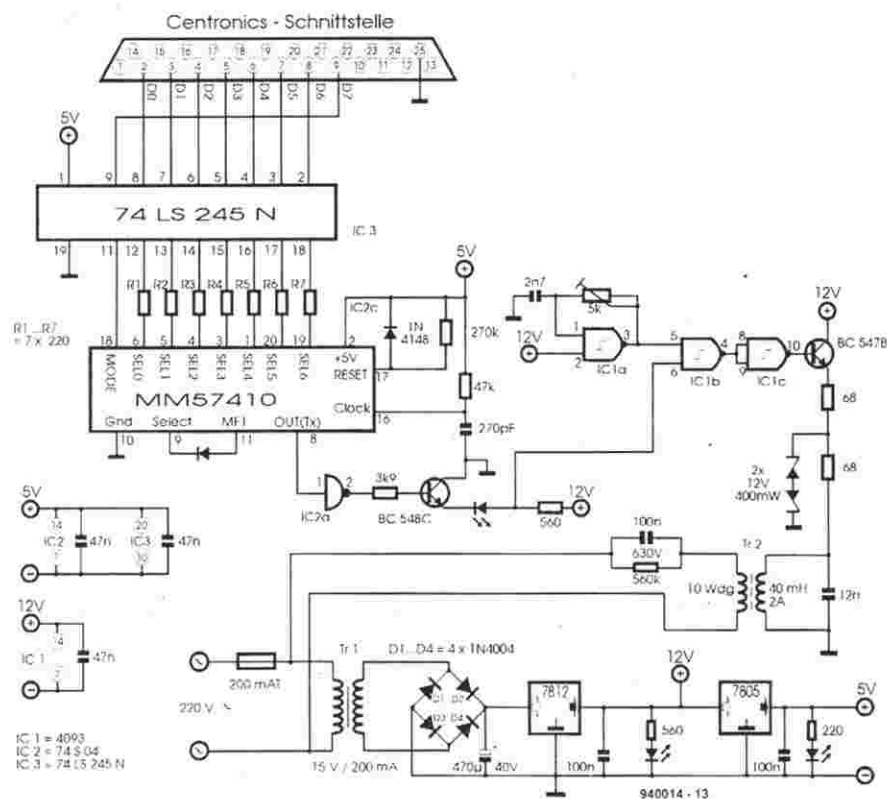 Centronics - Schnittstelle
14 15 16 17 18 19 20 21 22 23 24 25
1 2 3 4 5 6 7 8 9 10 11 12 13
D0 D1 D2 D3 D4 D5 D6 D7
5V
1 9 8 7 6 5 4 3 2
74 LS 245 N
IC 3
19 11 12 13 14 15 16 17 18
R1 R2 R3 R4 R5 R6 R7
R1 ...R7
= 7 x 220
18 6 5 4 3 1 20 19 2
MODE SEL0 SEL1 SEL2 SEL3 SEL4 SEL5 SEL6
+5V
RESET
17
MM57410
Clock
16
Gnd Select MF1 OUT(Tx)
10 9 11 8
IC2c
1N
4148
270k
5V
47k
270pF
1 2
IC2a
3k9
BC 548C
560
12V
2n7
5k
12V
1
2
3
IC1a
5
6
4
IC1b
8
9
10
IC1c
12V
BC 547B
68
68
2x
12V
400mW
5V
14
IC2
7
47n
20
IC3
10
47n
12V
14
IC 1
7
47n
100n
630V
560k
Tr.2
10 Wdg
40 mH
2A
12n
200 mAT
220 V ~
Tr.1
15 V / 200 mA
D1...D4 = 4 x 1N4004
D1 D2
D3 D4
470µ 40V
7812
100n
12V
560
7805
100n
220
5V
IC 1 = 4093
IC 2 = 74 S 04
IC 3 = 74 LS 245 N
940014 - 13